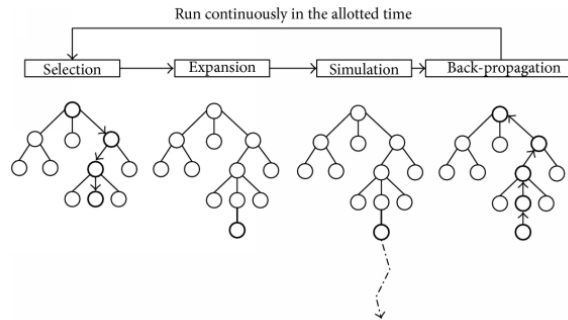 Run continuously in the allotted time
Selection
Expansion
Simulation
Back-propagation